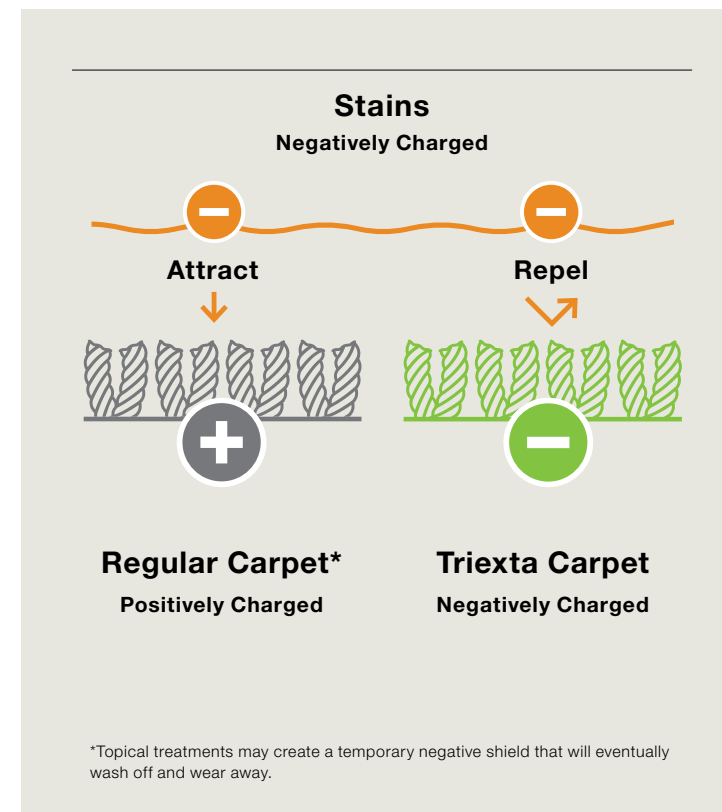 Stains
Negatively Charged
Attract
Repel
Regular Carpet*
Triexta Carpet
Positively Charged
Negatively Charged
*Topical treatments may create a temporary negative shield that will eventually
wash off and wear away.